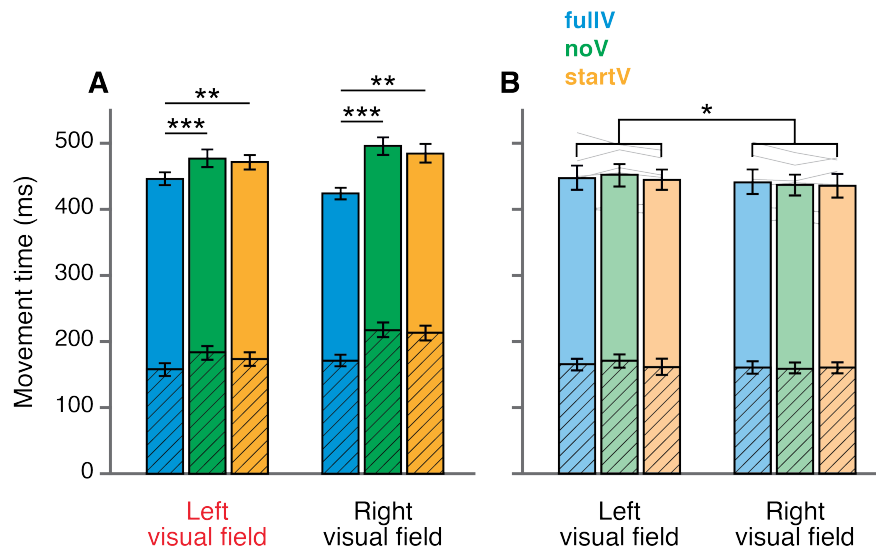 fullV
noV
startV
A
B
**
***
**
***
*
Movement time (ms)
500
400
300
200
100
0
Left
visual field
Right
visual field
Left
visual field
Right
visual field